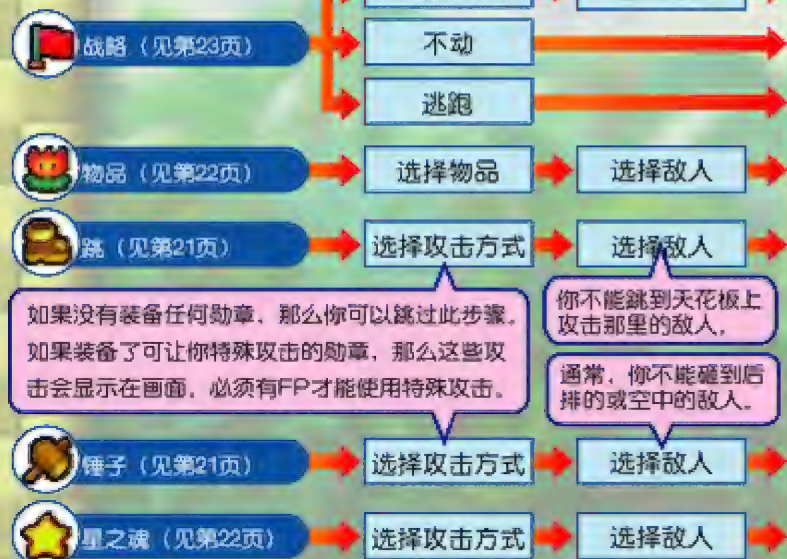 战略（见第23页）
不动
逃跑
物品（见第22页）
选择物品
选择敌人
跳（见第21页）
选择攻击方式
选择敌人
如果没有装备任何勋章，那么你可以跳过此步骤。
如果装备了可让你特殊攻击的勋章，那么这些攻
击会显示在画面，必须有FP才能使用特殊攻击。
你不能跳到天花板上
攻击那里的敌人。
通常，你不能砸到后
排的或空中的敌人。
锤子（见第21页）
选择攻击方式
选择敌人
星之魂（见第22页）
选择攻击方式
选择敌人